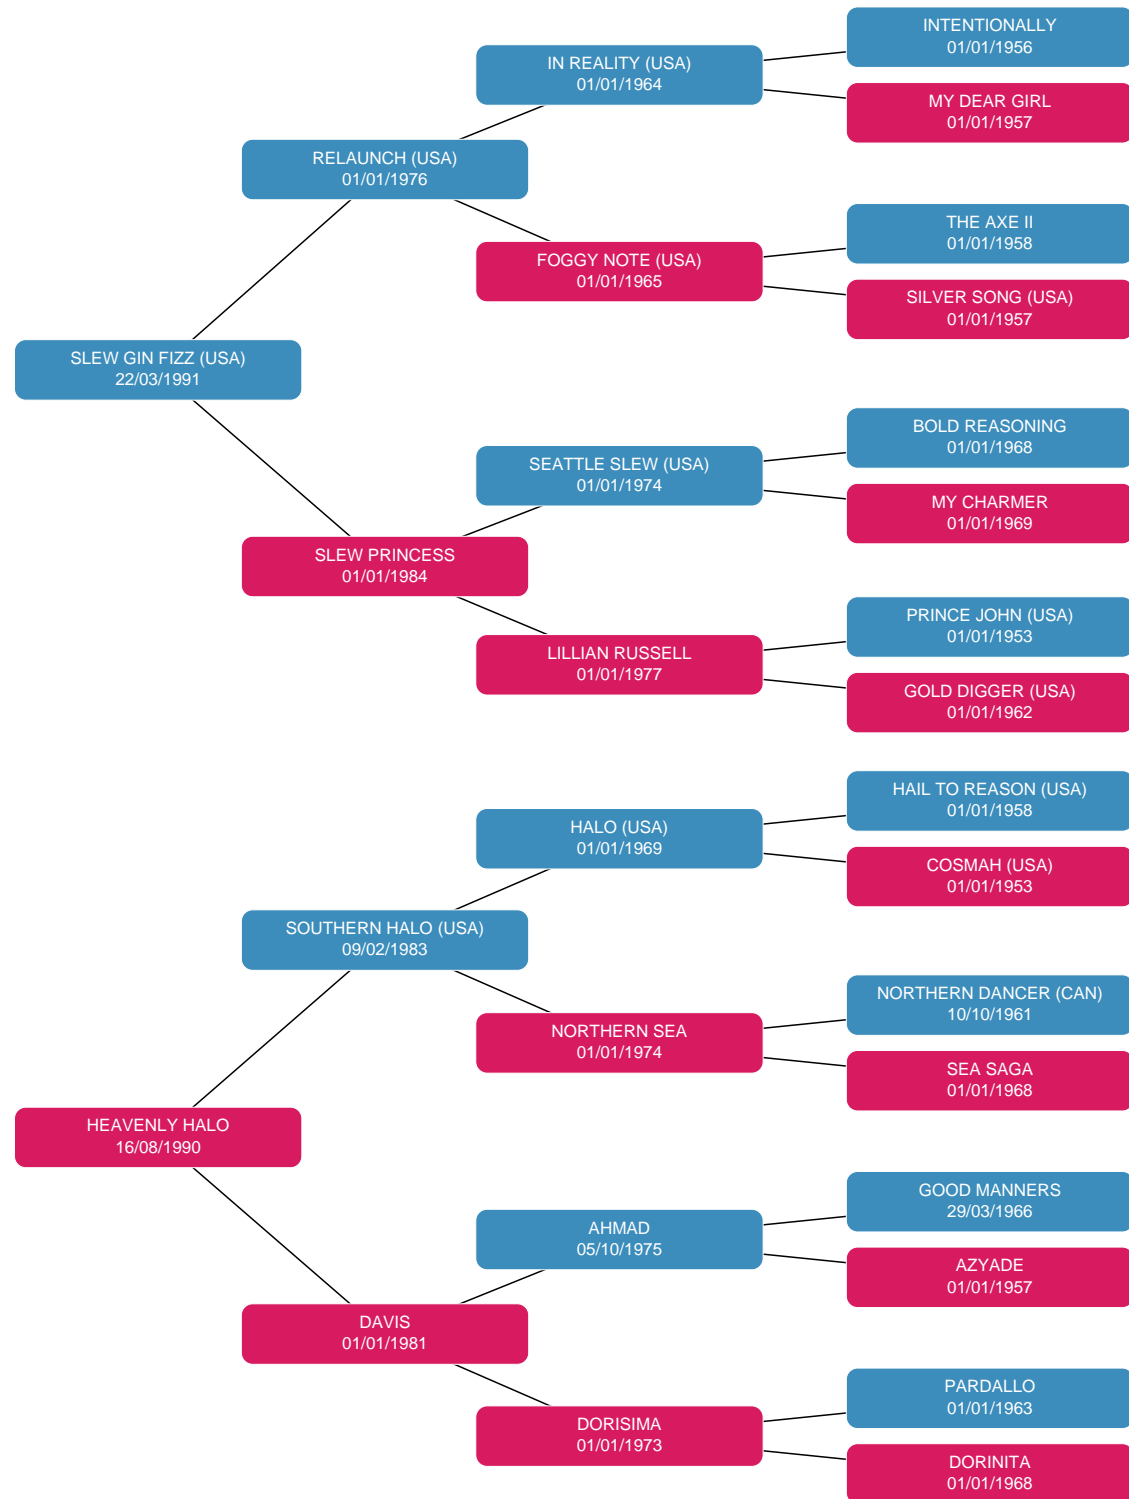 INTENTIONALLY
01/01/1956
IN REALITY (USA)
01/01/1964
MY DEAR GIRL
01/01/1957
RELAUNCH (USA)
01/01/1976
THE AXE II
01/01/1958
FOGGY NOTE (USA)
01/01/1965
SILVER SONG (USA)
01/01/1957
SLEW GIN FIZZ (USA)
22/03/1991
BOLD REASONING
01/01/1968
SEATTLE SLEW (USA)
01/01/1974
MY CHARMER
01/01/1969
SLEW PRINCESS
01/01/1984
PRINCE JOHN (USA)
01/01/1953
LILLIAN RUSSELL
01/01/1977
GOLD DIGGER (USA)
01/01/1962
HAIL TO REASON (USA)
01/01/1958
HALO (USA)
01/01/1969
COSMAH (USA)
01/01/1953
SOUTHERN HALO (USA)
09/02/1983
NORTHERN DANCER (CAN)
10/10/1961
NORTHERN SEA
01/01/1974
SEA SAGA
01/01/1968
HEAVENLY HALO
16/08/1990
GOOD MANNERS
29/03/1966
AHMAD
05/10/1975
AZYADE
01/01/1957
DAVIS
01/01/1981
PARDALLO
01/01/1963
DORISIMA
01/01/1973
DORINITA
01/01/1968